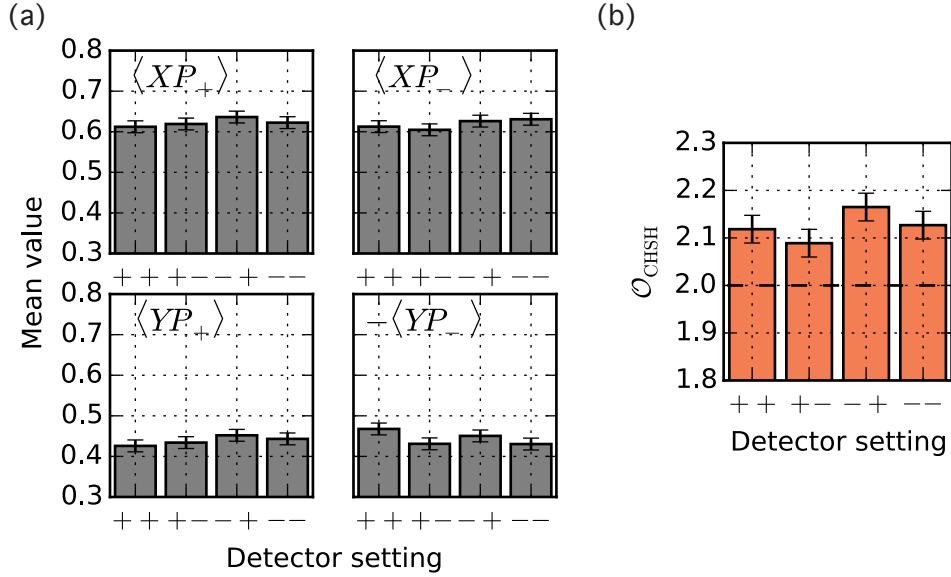 (a)
(b)
Mean value
0.8
0.7
0.6
0.5
0.4
0.3
⟨XP₊⟩
+ + + − − + − −
⟨XP₋⟩
+ + + − − + − −
0.8
0.7
0.6
0.5
0.4
0.3
⟨YP₊⟩
+ + + − − + − −
−⟨YP₋⟩
+ + + − − + − −
Detector setting
𝒪CHSH
2.3
2.2
2.1
2.0
1.9
1.8
+ + + − − + − −
Detector setting